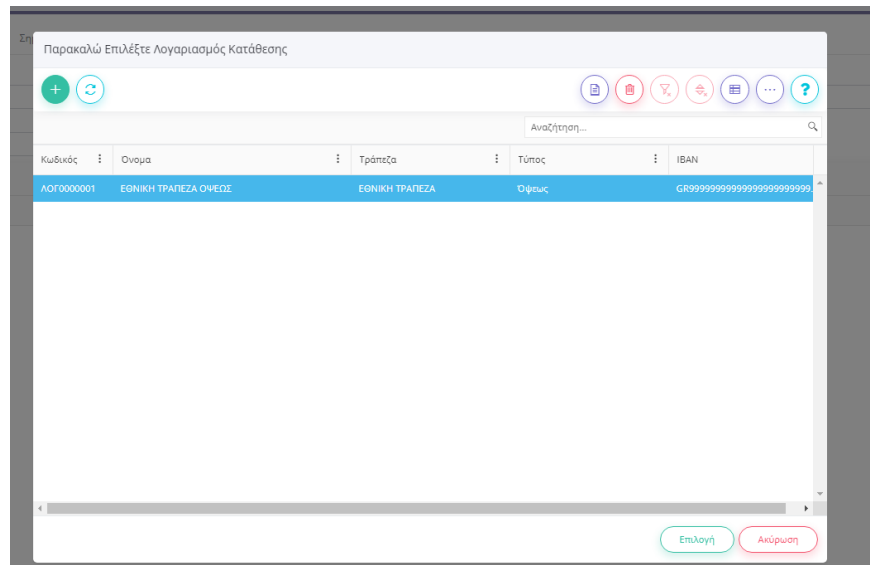 Ση
Παρακαλώ Επιλέξτε Λογαριασμός Κατάθεσης
Αναζήτηση...
Κωδικός Ονομα Τράπεζα Τύπος IBAN
ΛΟΓ0000001 ΕΘΝΙΚΗ ΤΡΑΠΕΖΑ ΟΨΕΩΣ ΕΘΝΙΚΗ ΤΡΑΠΕΖΑ Όψεως
Επιλογή Ακύρωση